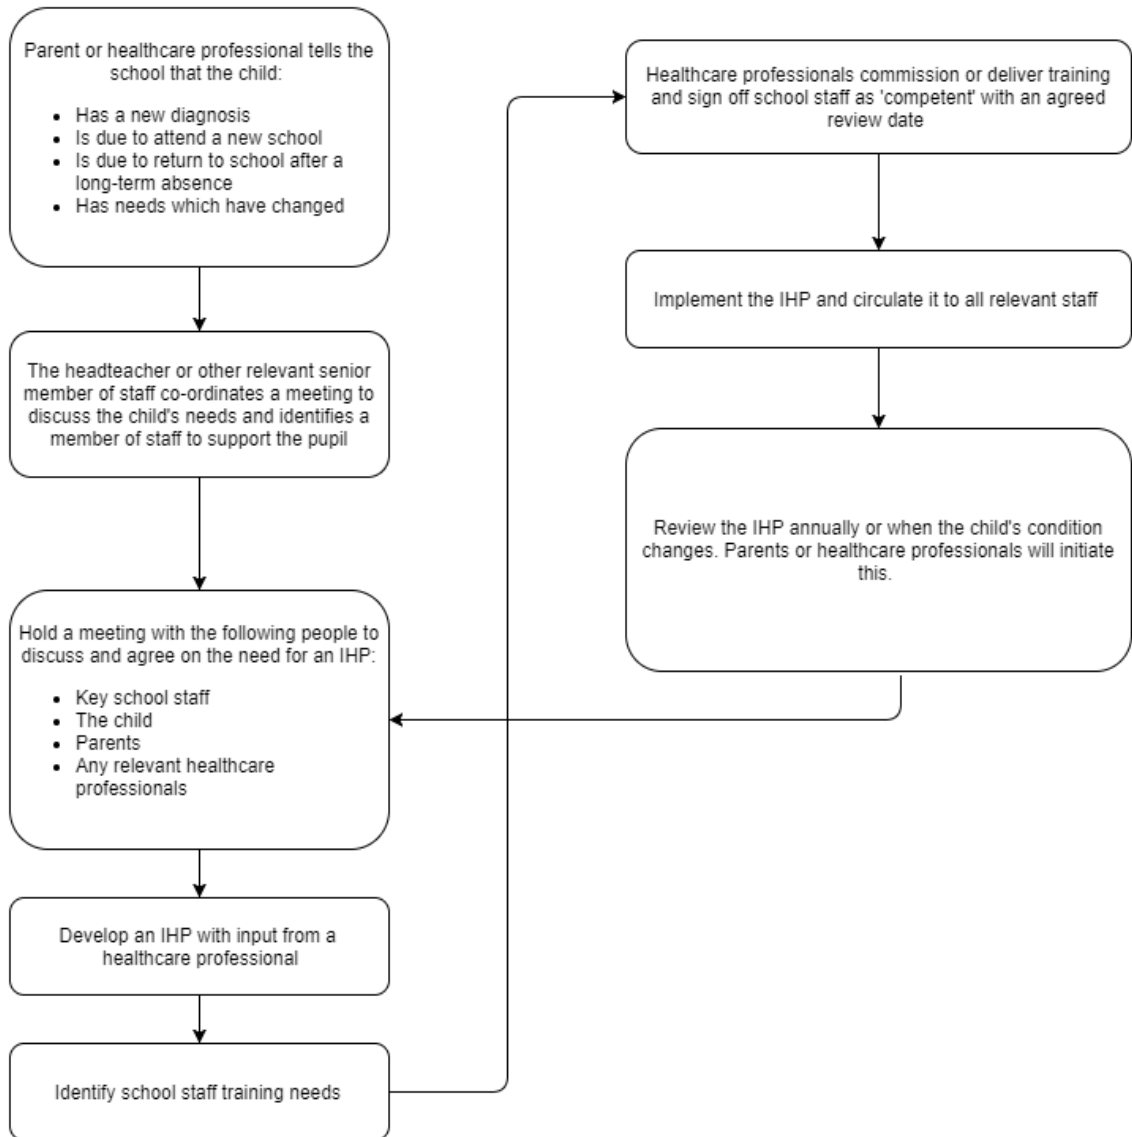 Parent or healthcare professional tells the
school that the child:
• Has a new diagnosis
• Is due to attend a new school
• Is due to return to school after a
long-term absence
• Has needs which have changed
The headteacher or other relevant senior
member of staff co-ordinates a meeting to
discuss the child's needs and identifies a
member of staff to support the pupil
Hold a meeting with the following people to
discuss and agree on the need for an IHP:
• Key school staff
• The child
• Parents
• Any relevant healthcare
professionals
Develop an IHP with input from a
healthcare professional
Identify school staff training needs
Healthcare professionals commission or deliver training
and sign off school staff as 'competent' with an agreed
review date
Implement the IHP and circulate it to all relevant staff
Review the IHP annually or when the child's condition
changes. Parents or healthcare professionals will initiate
this.